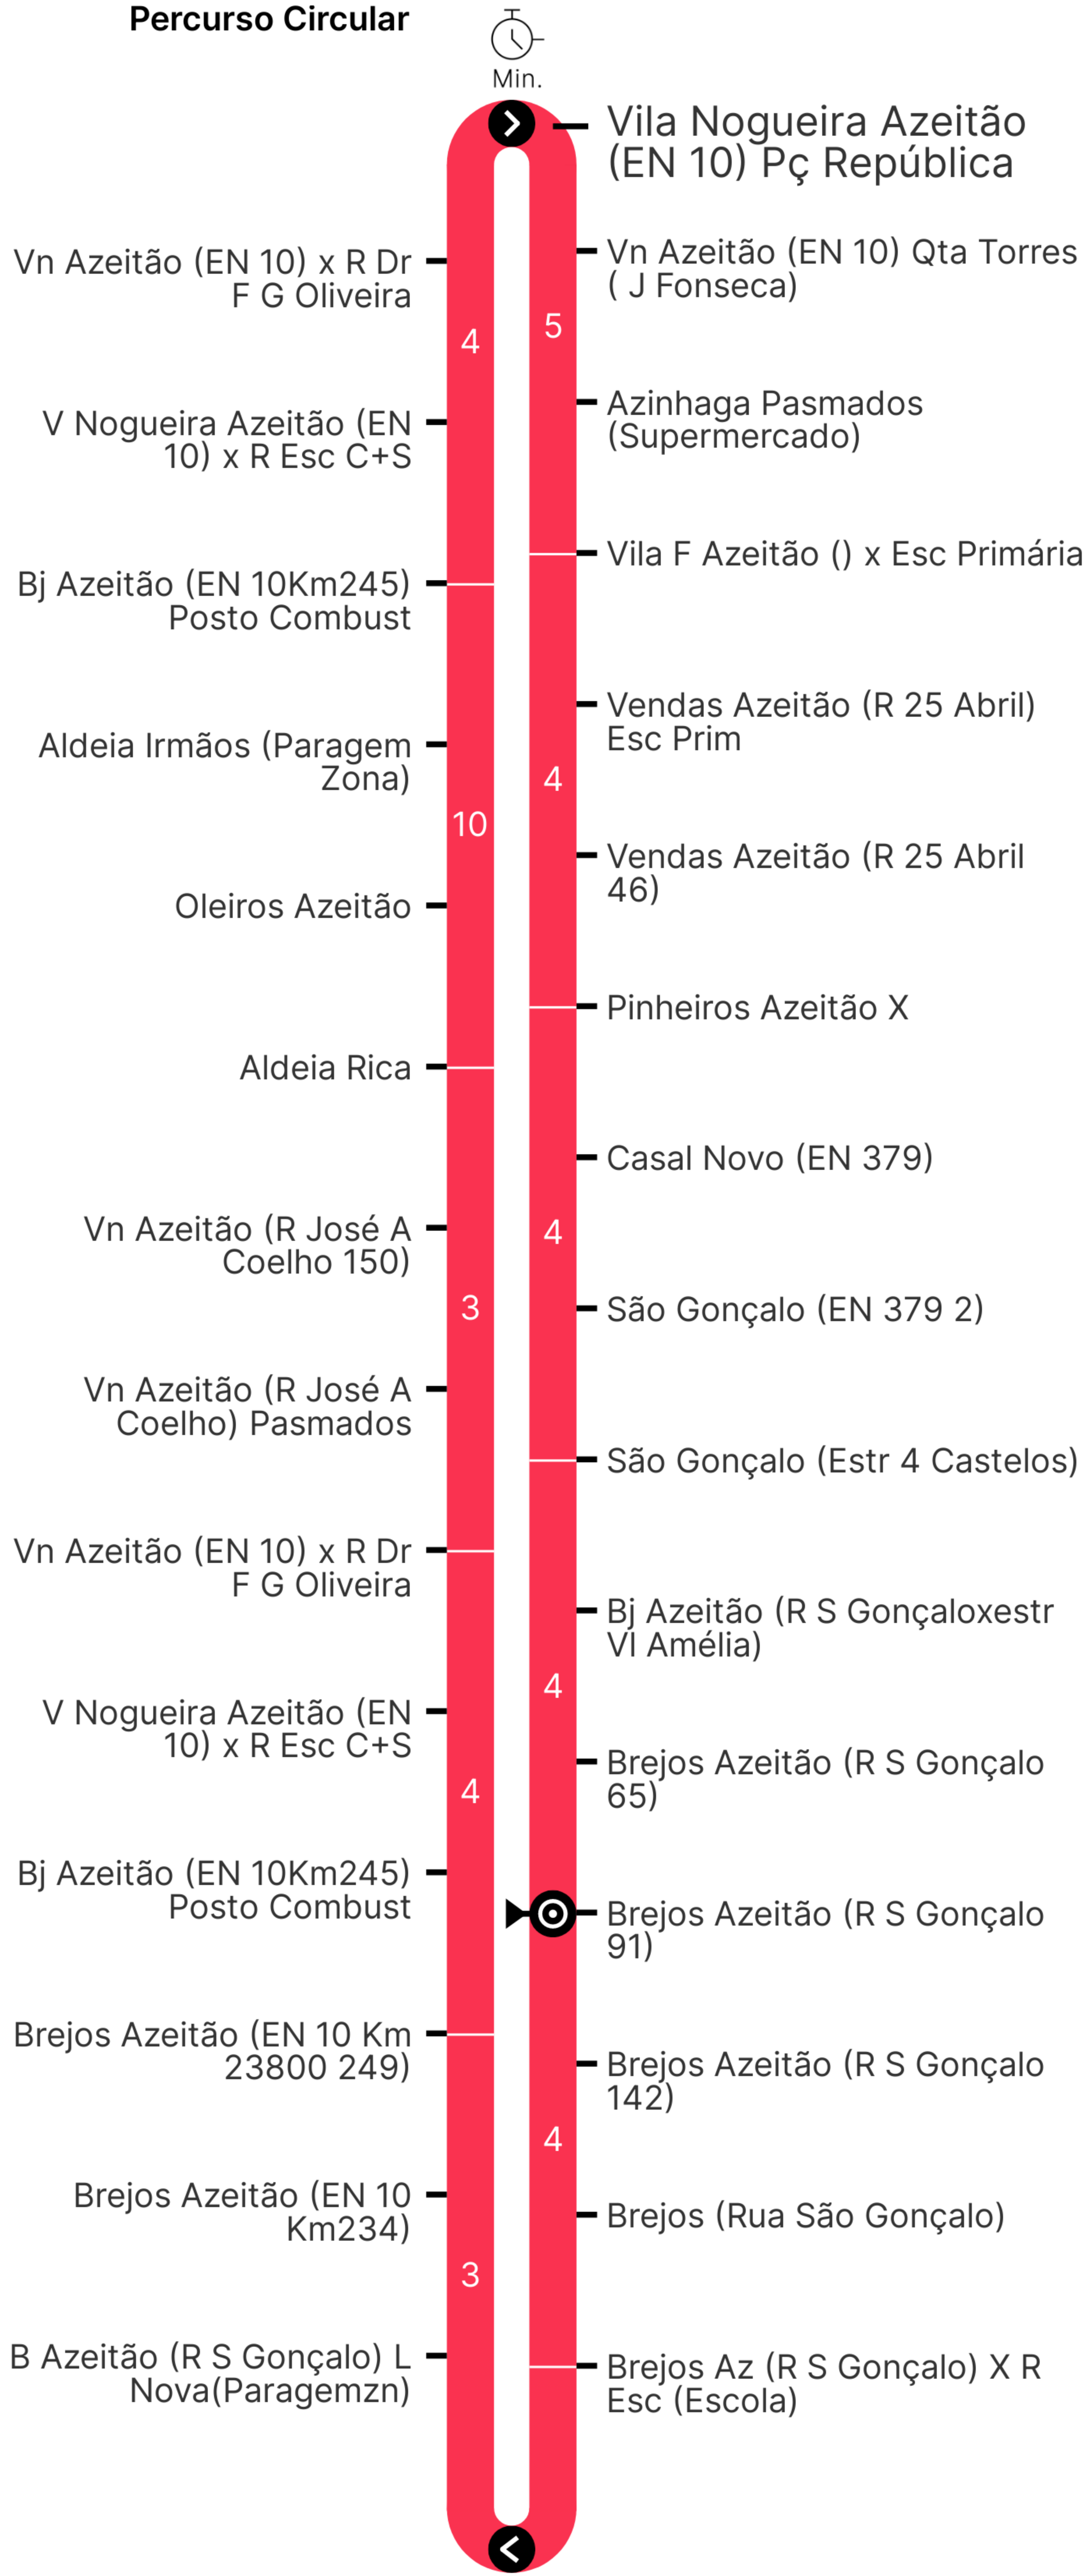 Percurso Circular
Min.
Vila Nogueira Azeitão
(EN 10) Pç República
Vn Azeitão (EN 10) Qta Torres
( J Fonseca)
5
Azinhaga Pasmados
(Supermercado)
Vila F Azeitão () x Esc Primária
Vendas Azeitão (R 25 Abril)
Esc Prim
4
Vendas Azeitão (R 25 Abril
46)
Pinheiros Azeitão X
Casal Novo (EN 379)
4
São Gonçalo (EN 379 2)
São Gonçalo (Estr 4 Castelos)
Bj Azeitão (R S Gonçaloxestr
Vl Amélia)
4
Brejos Azeitão (R S Gonçalo
65)
Brejos Azeitão (R S Gonçalo
91)
Brejos Azeitão (R S Gonçalo
142)
4
Brejos (Rua São Gonçalo)
Brejos Az (R S Gonçalo) X R
Esc (Escola)
Vn Azeitão (EN 10) x R Dr
F G Oliveira
4
V Nogueira Azeitão (EN
10) x R Esc C+S
Bj Azeitão (EN 10Km245)
Posto Combust
Aldeia Irmãos (Paragem
Zona)
10
Oleiros Azeitão
Aldeia Rica
Vn Azeitão (R José A
Coelho 150)
3
Vn Azeitão (R José A
Coelho) Pasmados
Vn Azeitão (EN 10) x R Dr
F G Oliveira
V Nogueira Azeitão (EN
10) x R Esc C+S
4
Bj Azeitão (EN 10Km245)
Posto Combust
Brejos Azeitão (EN 10 Km
23800 249)
Brejos Azeitão (EN 10
Km234)
3
B Azeitão (R S Gonçalo) L
Nova(Paragemzn)